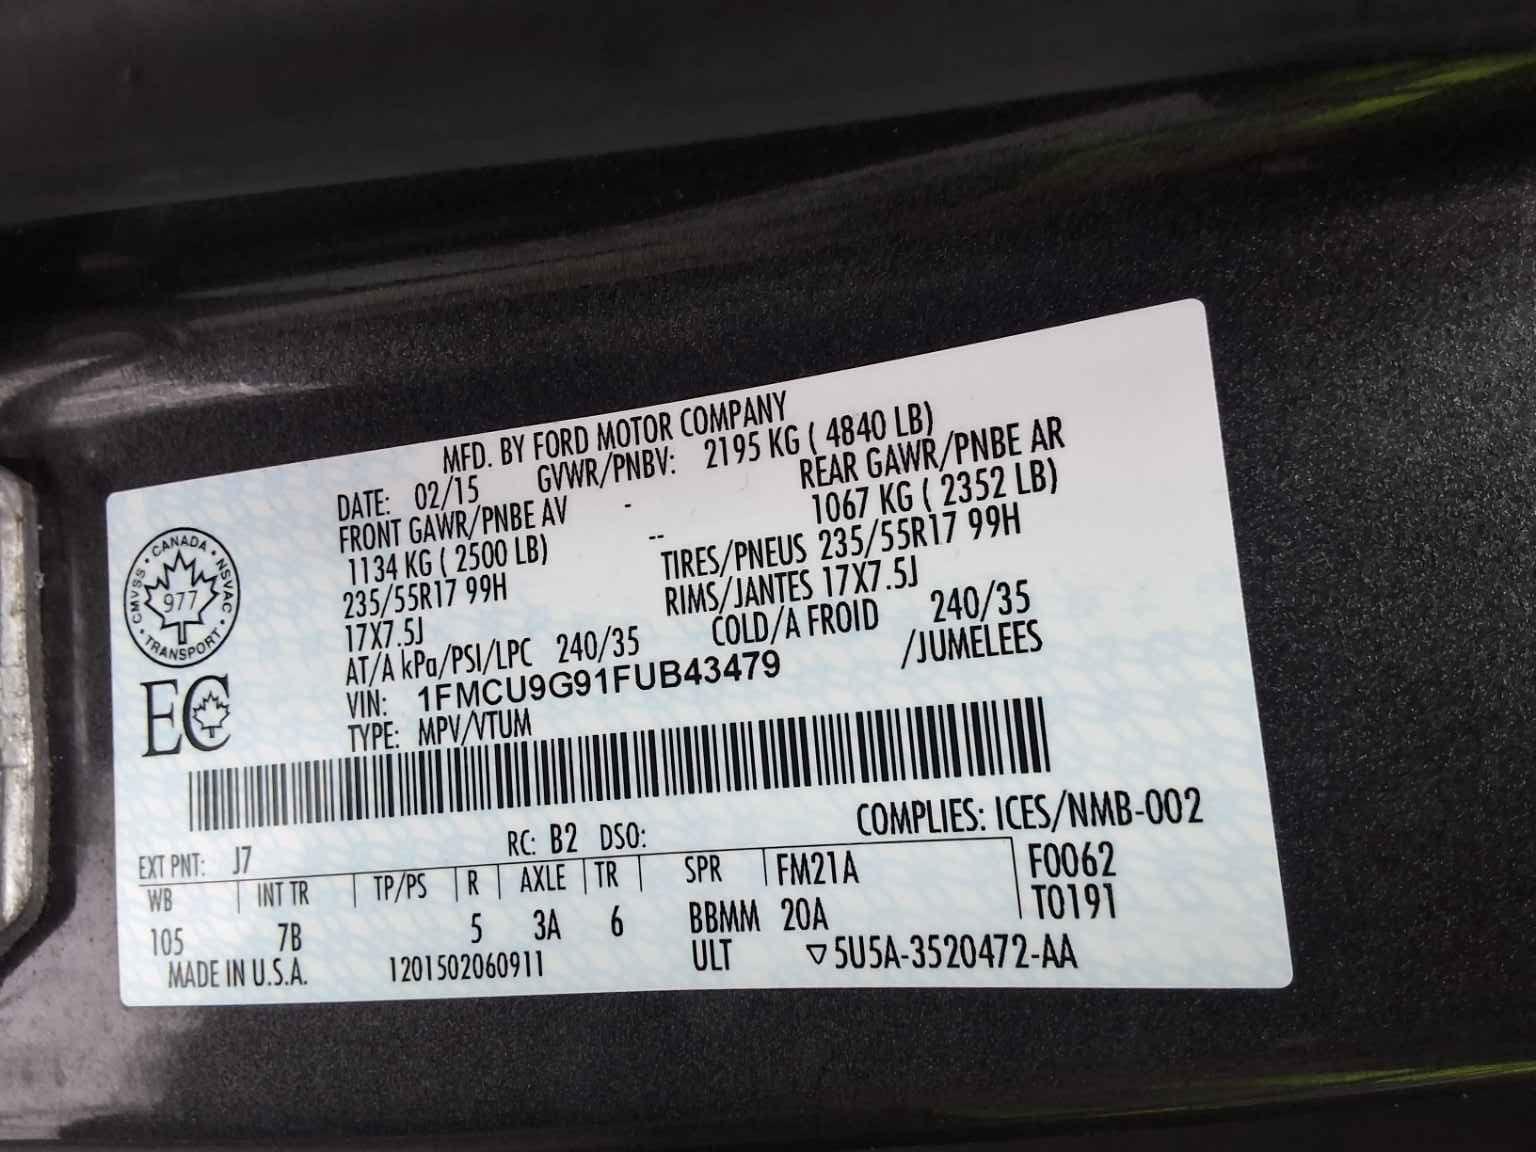 MFD. BY FORD MOTOR COMPANY
DATE: 02/15 GVWR/PNBV: 2195 KG ( 4840 LB)
FRONT GAWR/PNBE AV - REAR GAWR/PNBE AR
1134 KG ( 2500 LB) -- 1067 KG ( 2352 LB)
235/55R17 99H TIRES/PNEUS 235/55R17 99H
17X7.5J RIMS/JANTES 17X7.5J
AT/A kPa/PSI/LPC 240/35 COLD/A FROID 240/35
VIN: 1FMCU9G91FUB43479 /JUMELEES
TYPE: MPV/VTUM
CMVSS • CANADA • NSVAC • TRANSPORT •
977
EC
COMPLIES: ICES/NMB-002
EXT PNT: J7 RC: B2 DSO:
WB INT TR TP/PS R AXLE TR SPR FM21A F0062
105 7B 5 3A 6 BBMM 20A T0191
MADE IN U.S.A. 1201502060911 ULT ▽5U5A-3520472-AA